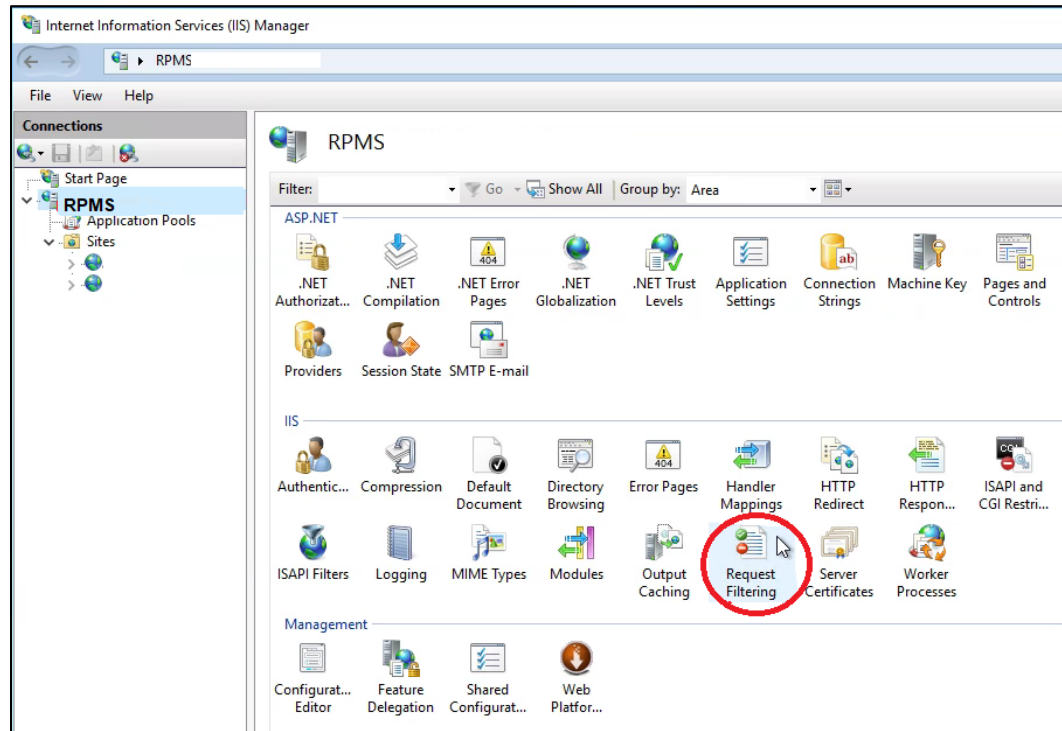 Internet Information Services (IIS) Manager
RPMS
File View Help
Connections
Start Page
RPMS
Application Pools
Sites
RPMS
Filter: Go Show All Group by: Area
ASP.NET
.NET Authorizat...
.NET Compilation
.NET Error Pages
.NET Globalization
.NET Trust Levels
Application Settings
Connection Strings
Machine Key
Pages and Controls
Providers
Session State
SMTP E-mail
IIS
Authentic...
Compression
Default Document
Directory Browsing
Error Pages
Handler Mappings
HTTP Redirect
HTTP Respon...
ISAPI and CGI Restri...
ISAPI Filters
Logging
MIME Types
Modules
Output Caching
Request Filtering
Server Certificates
Worker Processes
Management
Configurat... Editor
Feature Delegation
Shared Configurat...
Web Platfor...